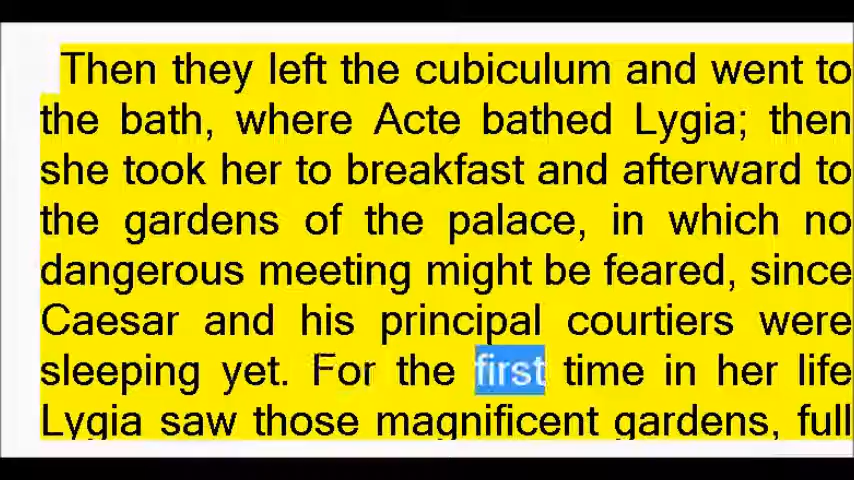 Then they left the cubiculum and went to
the bath, where Acte bathed Lygia; then
she took her to breakfast and afterward to
the gardens of the palace, in which no
dangerous meeting might be feared, since
Caesar and his principal courtiers were
sleeping yet. For the first time in her life
Lygia saw those magnificent gardens, full